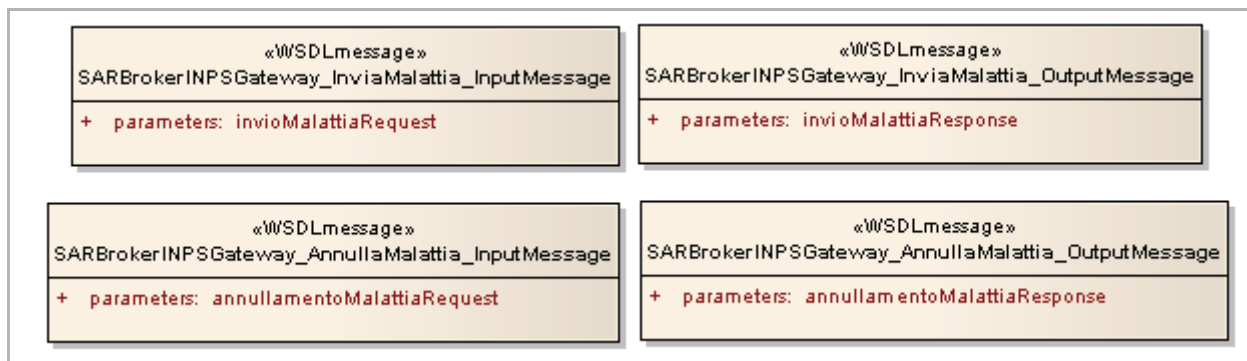 «WSDLmessage»
SARBrokerINPSGateway_InviaMalattia_InputMessage
+ parameters: invioMalattiaRequest
«WSDLmessage»
SARBrokerINPSGateway_InviaMalattia_OutputMessage
+ parameters: invioMalattiaResponse
«WSDLmessage»
SARBrokerINPSGateway_AnnullaMalattia_InputMessage
+ parameters: annullamentoMalattiaRequest
«WSDLmessage»
SARBrokerINPSGateway_AnnullaMalattia_OutputMessage
+ parameters: annullamentoMalattiaResponse